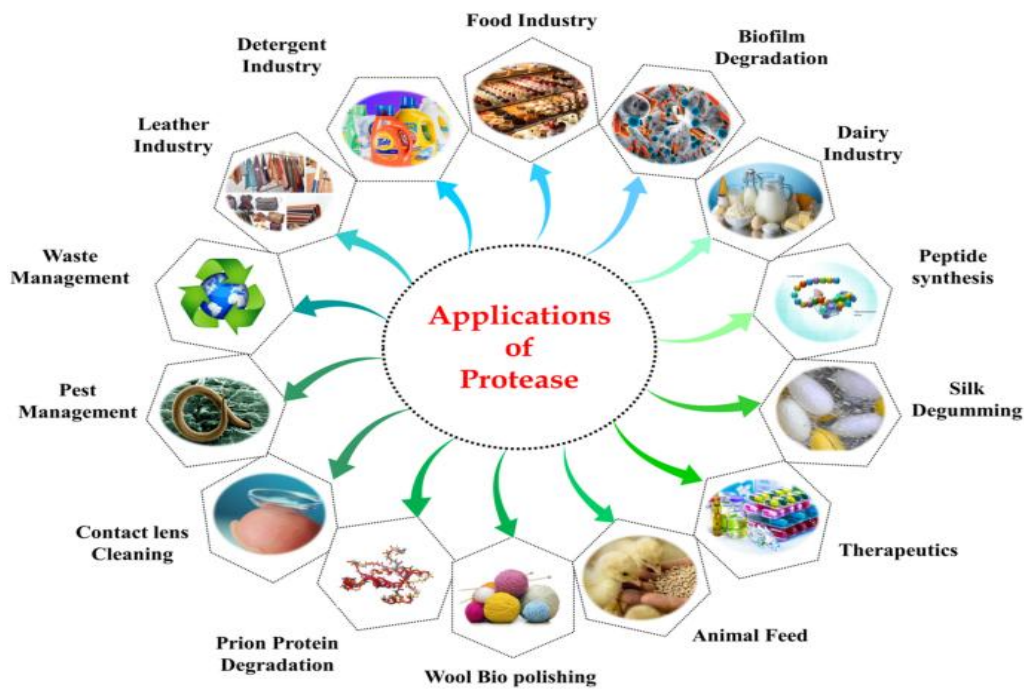 Food Industry
Biofilm
Degradation
Dairy
Industry
Peptide
synthesis
Silk
Degumming
Therapeutics
Animal Feed
Wool Bio polishing
Prion Protein
Degradation
Contact lens
Cleaning
Pest
Management
Waste
Management
Leather
Industry
Detergent
Industry
Tide
Applications
of
Protease